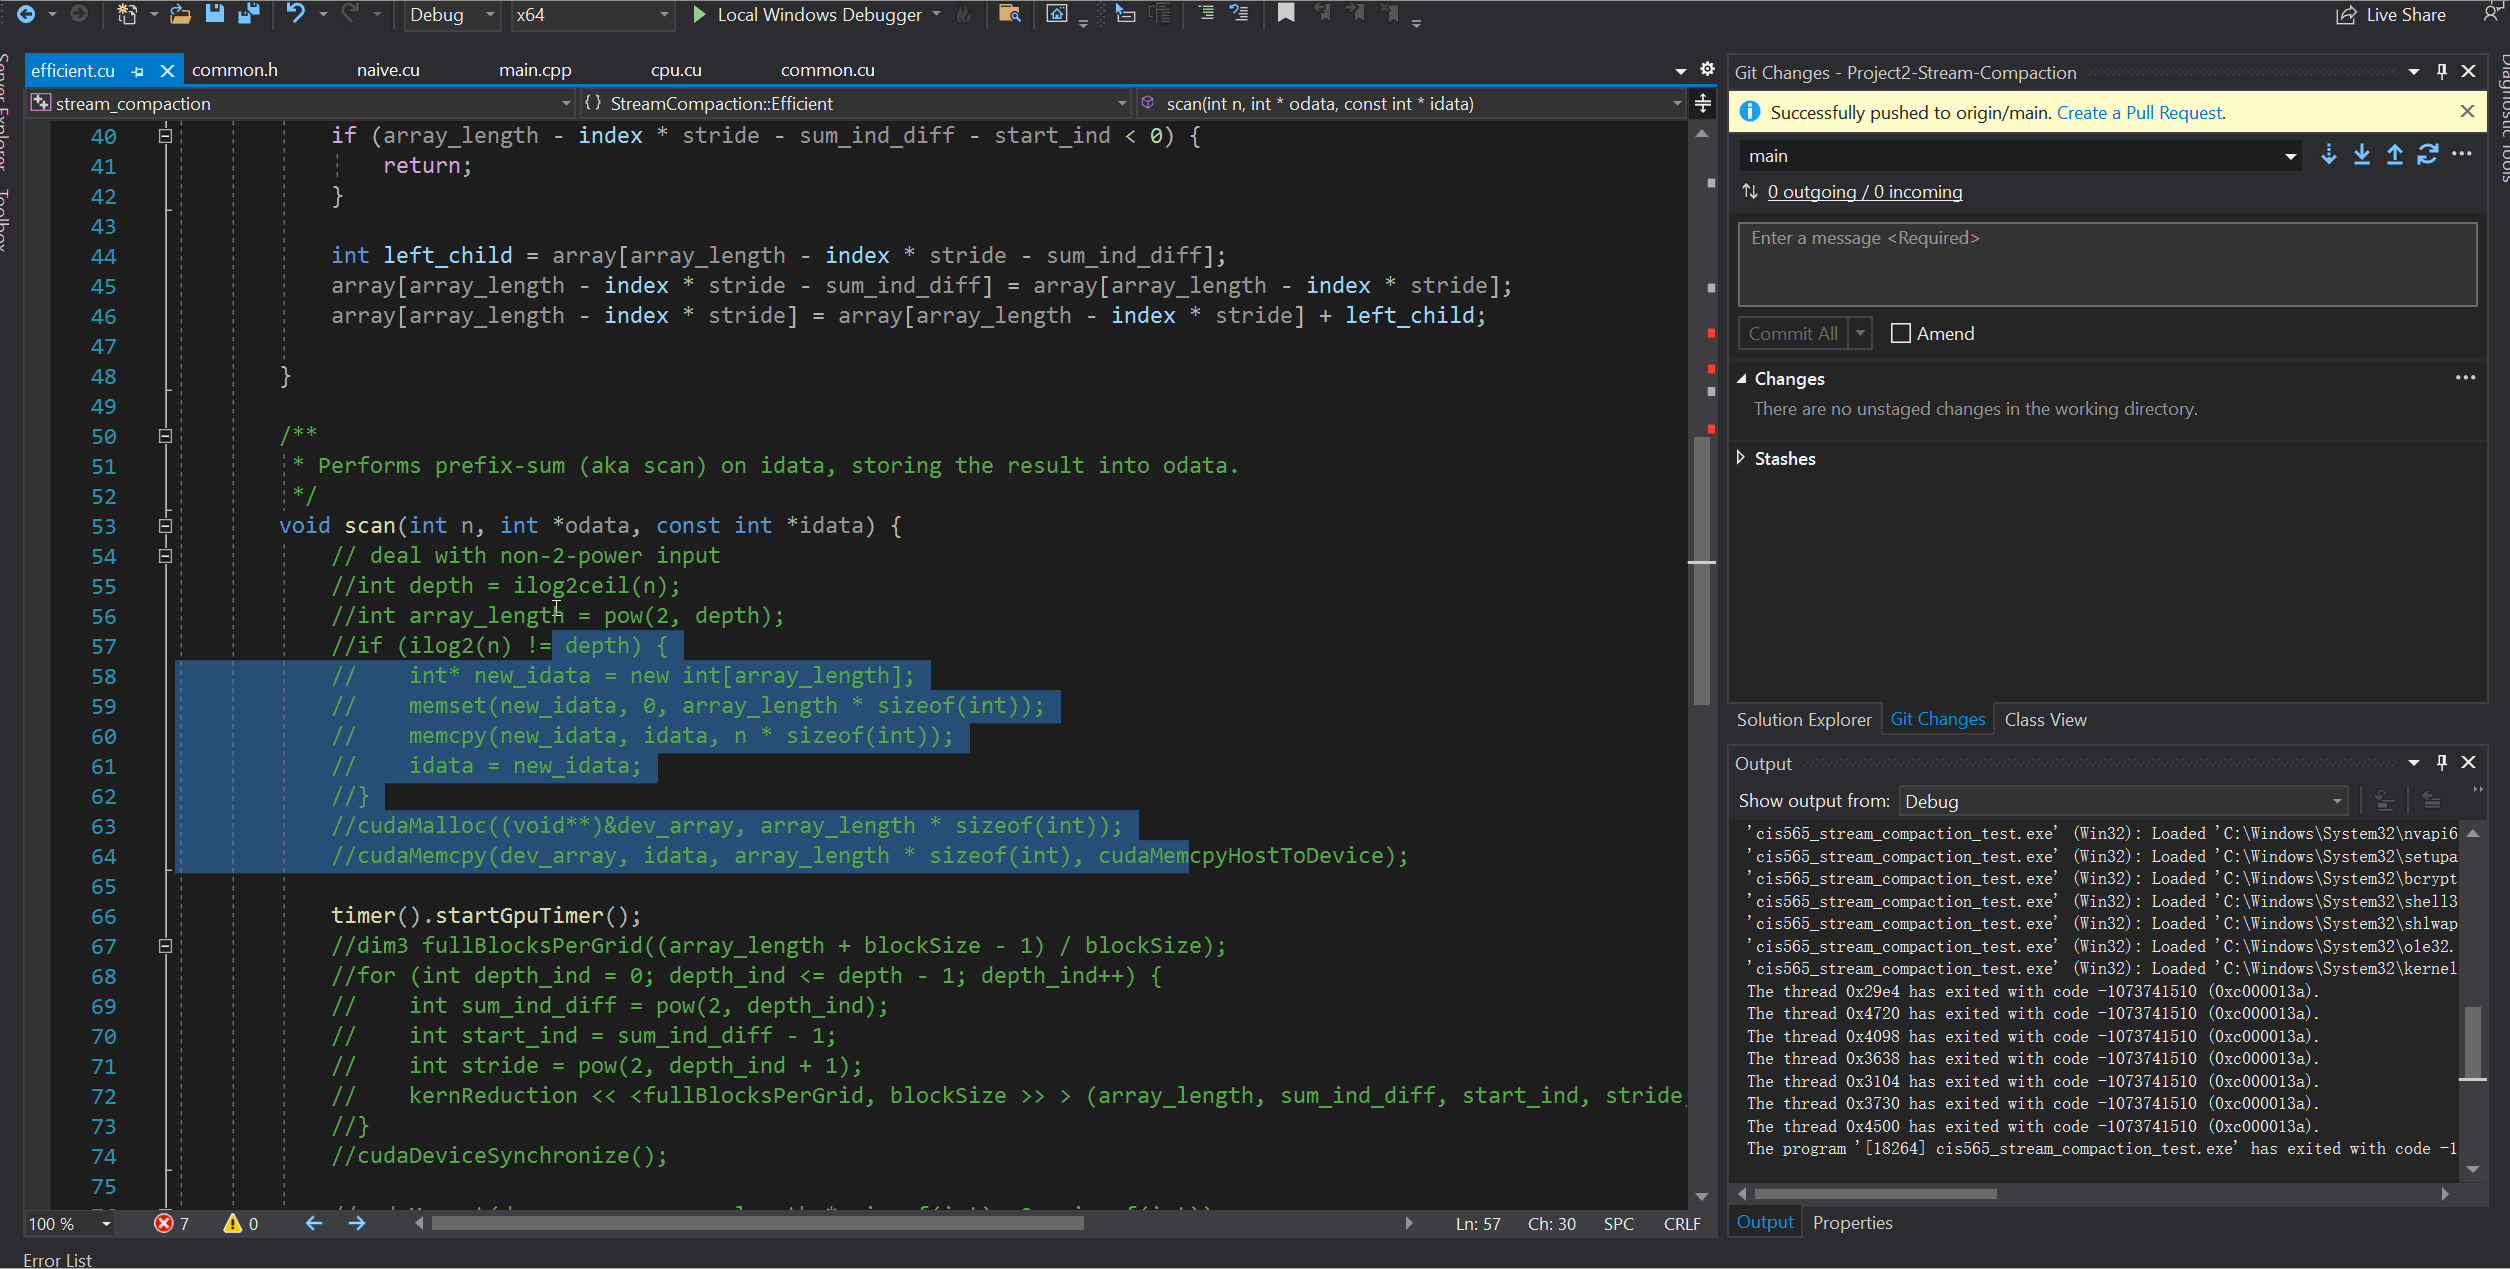 Debug
x64
Local Windows Debugger
Live Share
efficient.cu
common.h
naive.cu
main.cpp
cpu.cu
common.cu
stream_compaction
{} StreamCompaction::Efficient
scan(int n, int * odata, const int * idata)
40 if (array_length - index * stride - sum_ind_diff - start_ind < 0) {
41 return;
42 }
43
44 int left_child = array[array_length - index * stride - sum_ind_diff];
45 array[array_length - index * stride - sum_ind_diff] = array[array_length - index * stride];
46 array[array_length - index * stride] = array[array_length - index * stride] + left_child;
47
48 }
49
50 /**
51 * Performs prefix-sum (aka scan) on idata, storing the result into odata.
52 */
53 void scan(int n, int *odata, const int *idata) {
54 // deal with non-2-power input
55 //int depth = ilog2ceil(n);
56 //int array_length = pow(2, depth);
57 //if (ilog2(n) != depth) {
58 // int* new_idata = new int[array_length];
59 // memset(new_idata, 0, array_length * sizeof(int));
60 // memcpy(new_idata, idata, n * sizeof(int));
61 // idata = new_idata;
62 //}
63 //cudaMalloc((void**)&dev_array, array_length * sizeof(int));
64 //cudaMemcpy(dev_array, idata, array_length * sizeof(int), cudaMemcpyHostToDevice);
65
66 timer().startGpuTimer();
67 //dim3 fullBlocksPerGrid((array_length + blockSize - 1) / blockSize);
68 //for (int depth_ind = 0; depth_ind <= depth - 1; depth_ind++) {
69 // int sum_ind_diff = pow(2, depth_ind);
70 // int start_ind = sum_ind_diff - 1;
71 // int stride = pow(2, depth_ind + 1);
72 // kernReduction << <fullBlocksPerGrid, blockSize >> > (array_length, sum_ind_diff, start_ind, stride,
73 //}
74 //cudaDeviceSynchronize();
75
100 %
7
0
Ln: 57
Ch: 30
SPC
CRLF
Error List
Server Explorer
Toolbox
Git Changes - Project2-Stream-Compaction
Successfully pushed to origin/main. Create a Pull Request.
main
0 outgoing / 0 incoming
Enter a message <Required>
Commit All
Amend
Changes
There are no unstaged changes in the working directory.
Stashes
Solution Explorer
Git Changes
Class View
Output
Show output from: Debug
'cis565_stream_compaction_test.exe' (Win32): Loaded 'C:\Windows\System32\nvapi6
'cis565_stream_compaction_test.exe' (Win32): Loaded 'C:\Windows\System32\setupa
'cis565_stream_compaction_test.exe' (Win32): Loaded 'C:\Windows\System32\bcrypt
'cis565_stream_compaction_test.exe' (Win32): Loaded 'C:\Windows\System32\shell3
'cis565_stream_compaction_test.exe' (Win32): Loaded 'C:\Windows\System32\shlwap
'cis565_stream_compaction_test.exe' (Win32): Loaded 'C:\Windows\System32\ole32.
'cis565_stream_compaction_test.exe' (Win32): Loaded 'C:\Windows\System32\kernel
The thread 0x29e4 has exited with code -1073741510 (0xc000013a).
The thread 0x4720 has exited with code -1073741510 (0xc000013a).
The thread 0x4098 has exited with code -1073741510 (0xc000013a).
The thread 0x3638 has exited with code -1073741510 (0xc000013a).
The thread 0x3104 has exited with code -1073741510 (0xc000013a).
The thread 0x3730 has exited with code -1073741510 (0xc000013a).
The thread 0x4500 has exited with code -1073741510 (0xc000013a).
The program '[18264] cis565_stream_compaction_test.exe' has exited with code -1
Output
Properties
Diagnostic Tools